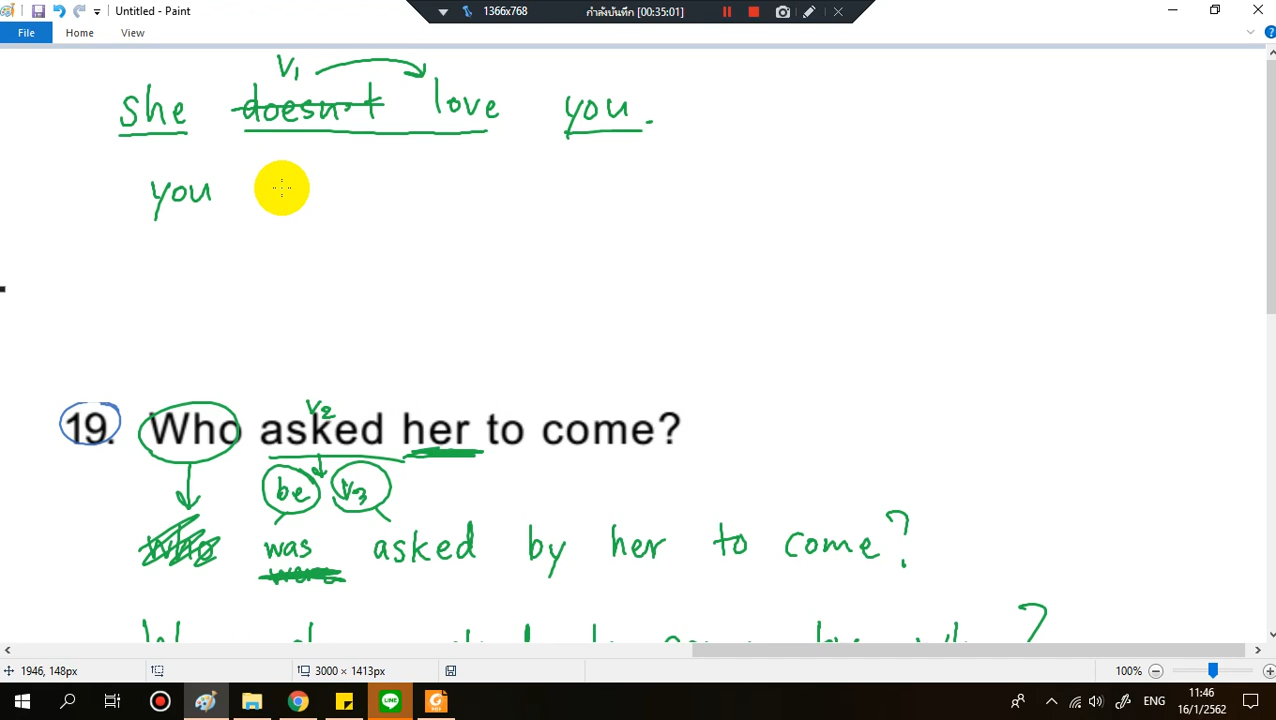 Untitled - Paint
1366x768
กำลังบันทึก [00:35:01]
File Home View
V1
she doesn't love you.
you
19. Who asked her to come?
V2
be V3
who was asked by her to come?
were
1946, 148px
3000 × 1413px
100%
ENG
11:46
16/1/2562